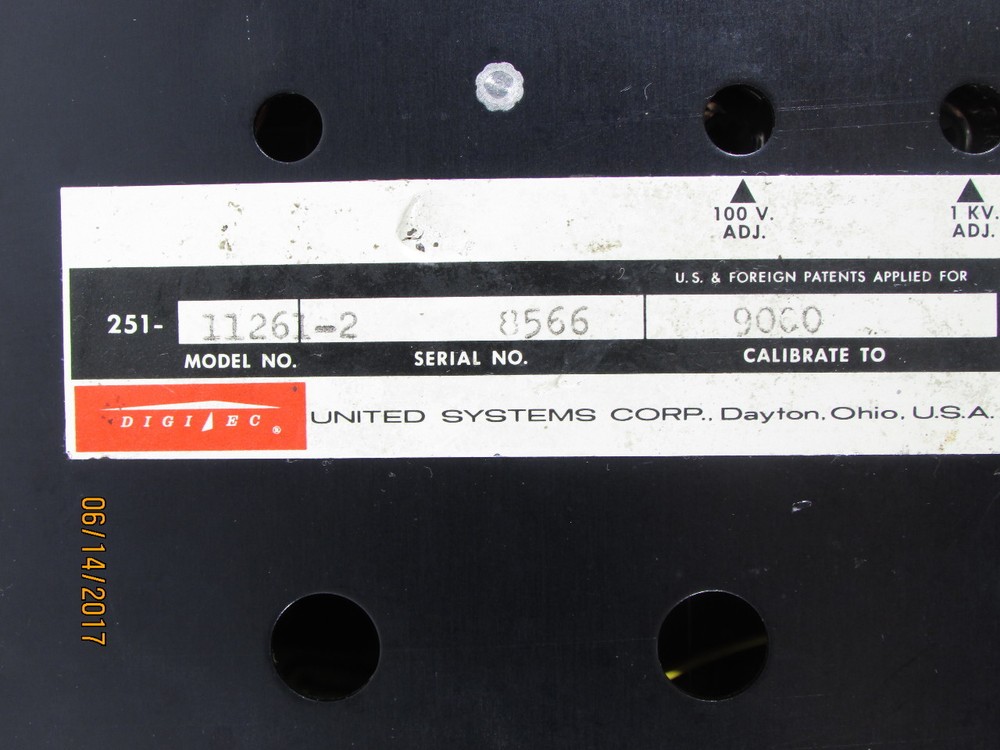 100 V. ADJ.
1 KV. ADJ.
U.S. & FOREIGN PATENTS APPLIED FOR
251- 11261-2 8566 9000
MODEL NO. SERIAL NO. CALIBRATE TO
DIGITEC ® UNITED SYSTEMS CORP., Dayton, Ohio, U.S.A.
06/14/2017